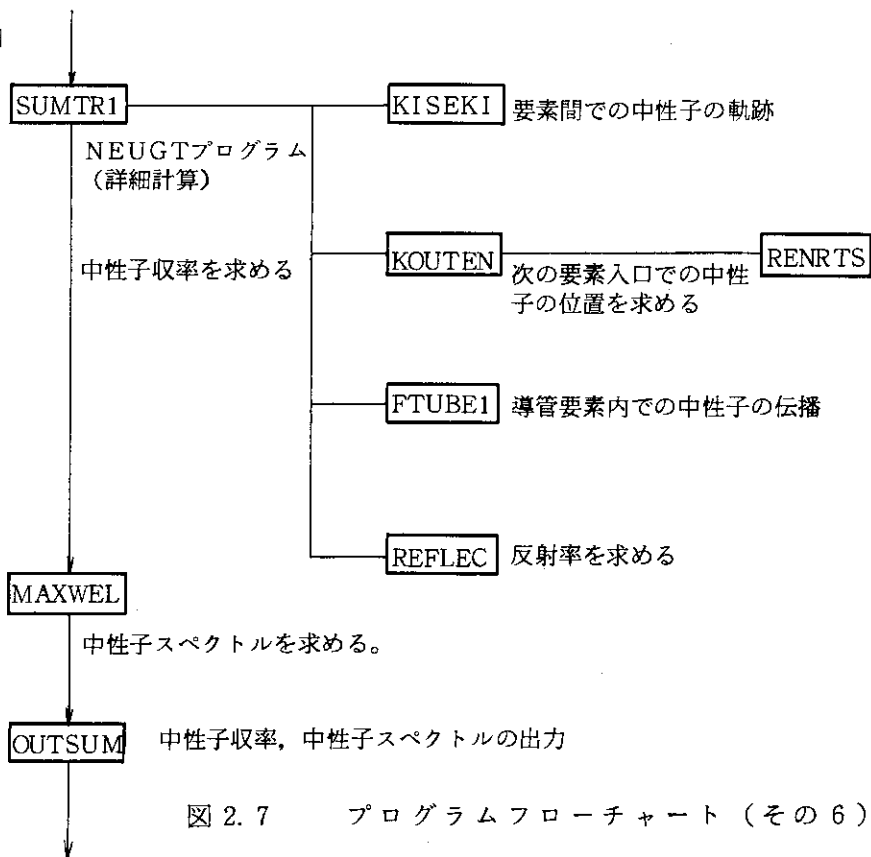 SUMTR1
KISEKI 要素間での中性子の軌跡
NEUGTプログラム
(詳細計算)
中性子収率を求める
KOUTEN
次の要素入口での中性
子の位置を求める
RENRTS
FTUBE1 導管要素内での中性子の伝播
REFLEC 反射率を求める
MAXWEL
中性子スペクトルを求める。
OUTSUM 中性子収率,中性子スペクトルの出力
図2.7 プログラムフローチャート(その6)